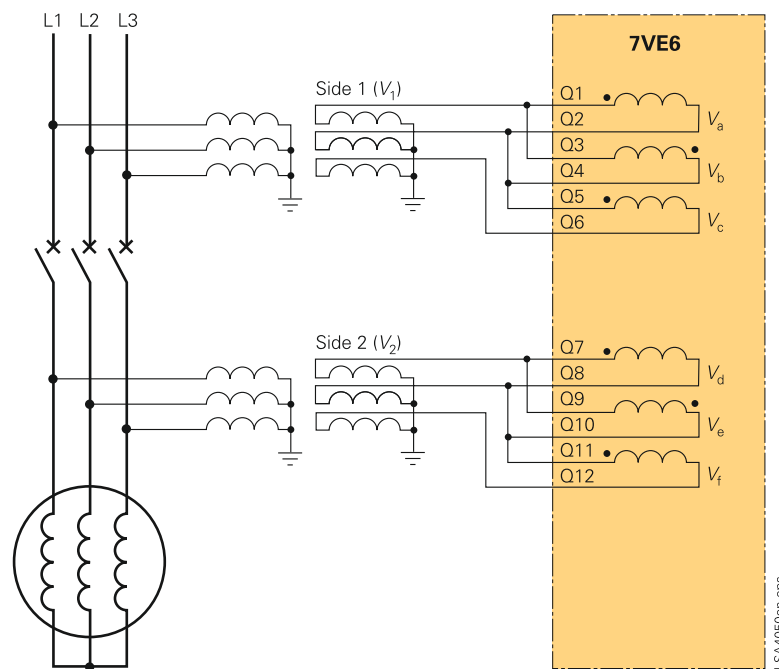 L1 L2 L3
7VE6
Side 1 (V1)
Q1
Q2
Va
Q3
Q4
Vb
Q5
Q6
Vc
Side 2 (V2)
Q7
Q8
Vd
Q9
Q10
Ve
Q11
Q12
Vf